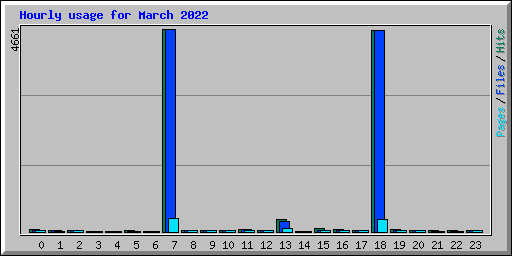 Hourly usage for March 2022
4661
Pages/Files/Hits
0 1 2 3 4 5 6 7 8 9 10 11 12 13 14 15 16 17 18 19 20 21 22 23